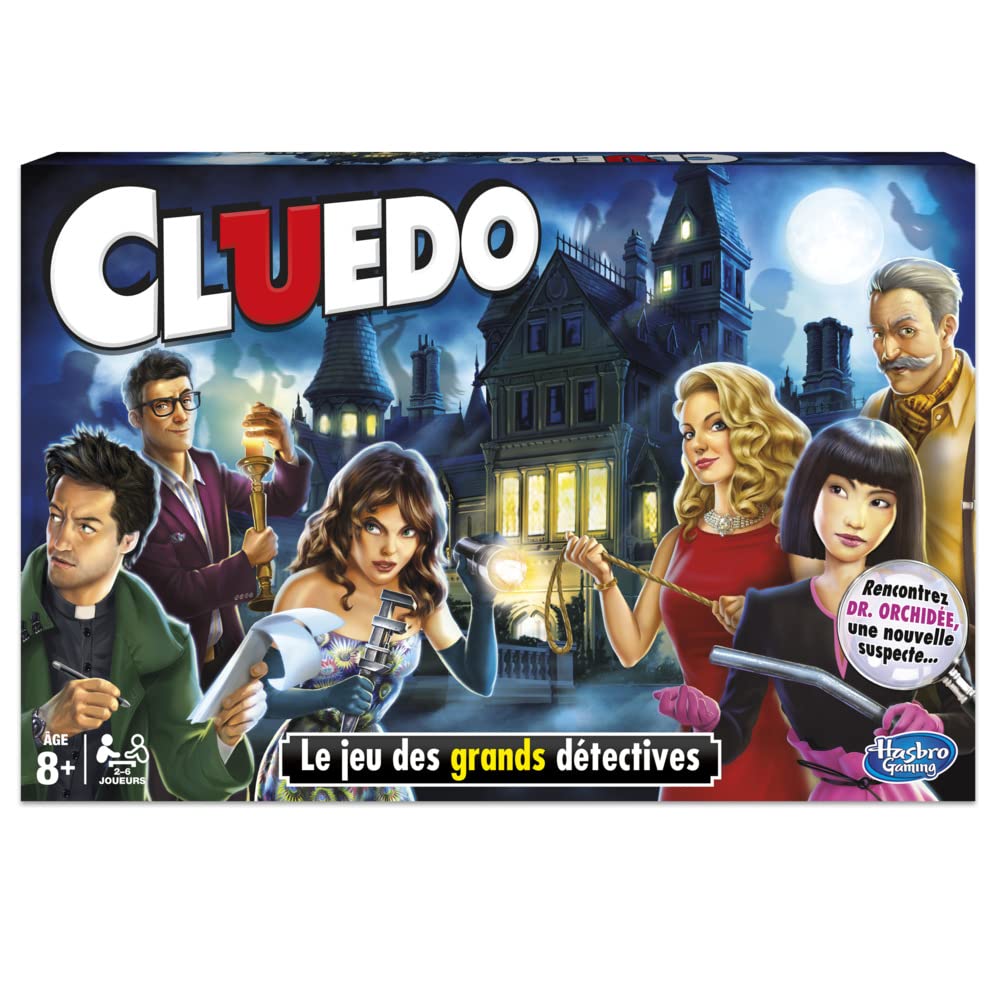 CLUEDO
CLUEDO
Rencontrez
DR. ORCHIDÉE,
une nouvelle
suspecte...
ÂGE
8+
2-6
JOUEURS
Le jeu des grands détectives
Hasbro
Gaming